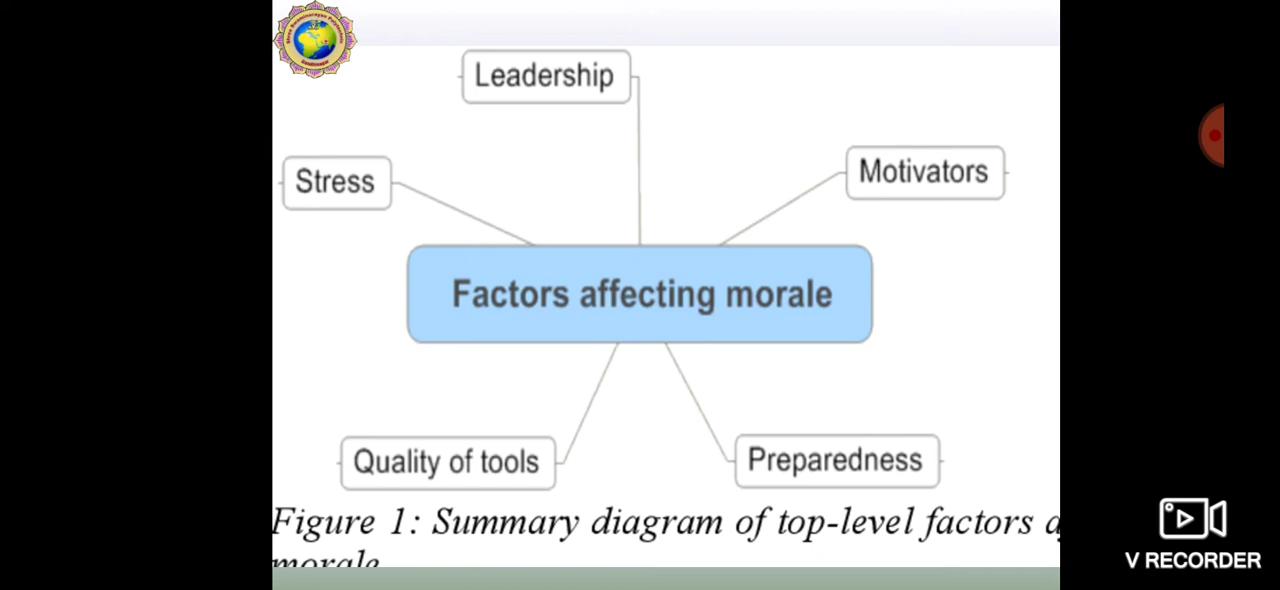 Leadership
Motivators
Stress
Factors affecting morale
Quality of tools
Preparedness
Figure 1: Summary diagram of top-level factors
morale
V RECORDER